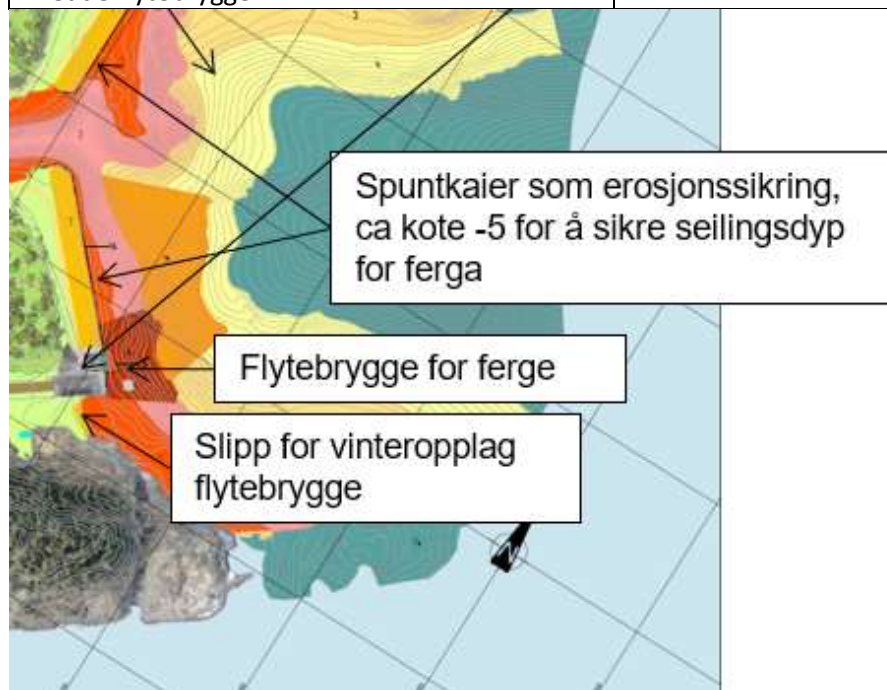 Spuntkaier som erosjonssikring,
ca kote -5 for å sikre seilingsdyp
for ferga
Flytebrygge for ferge
Slipp for vinteropplag
flytebrygge